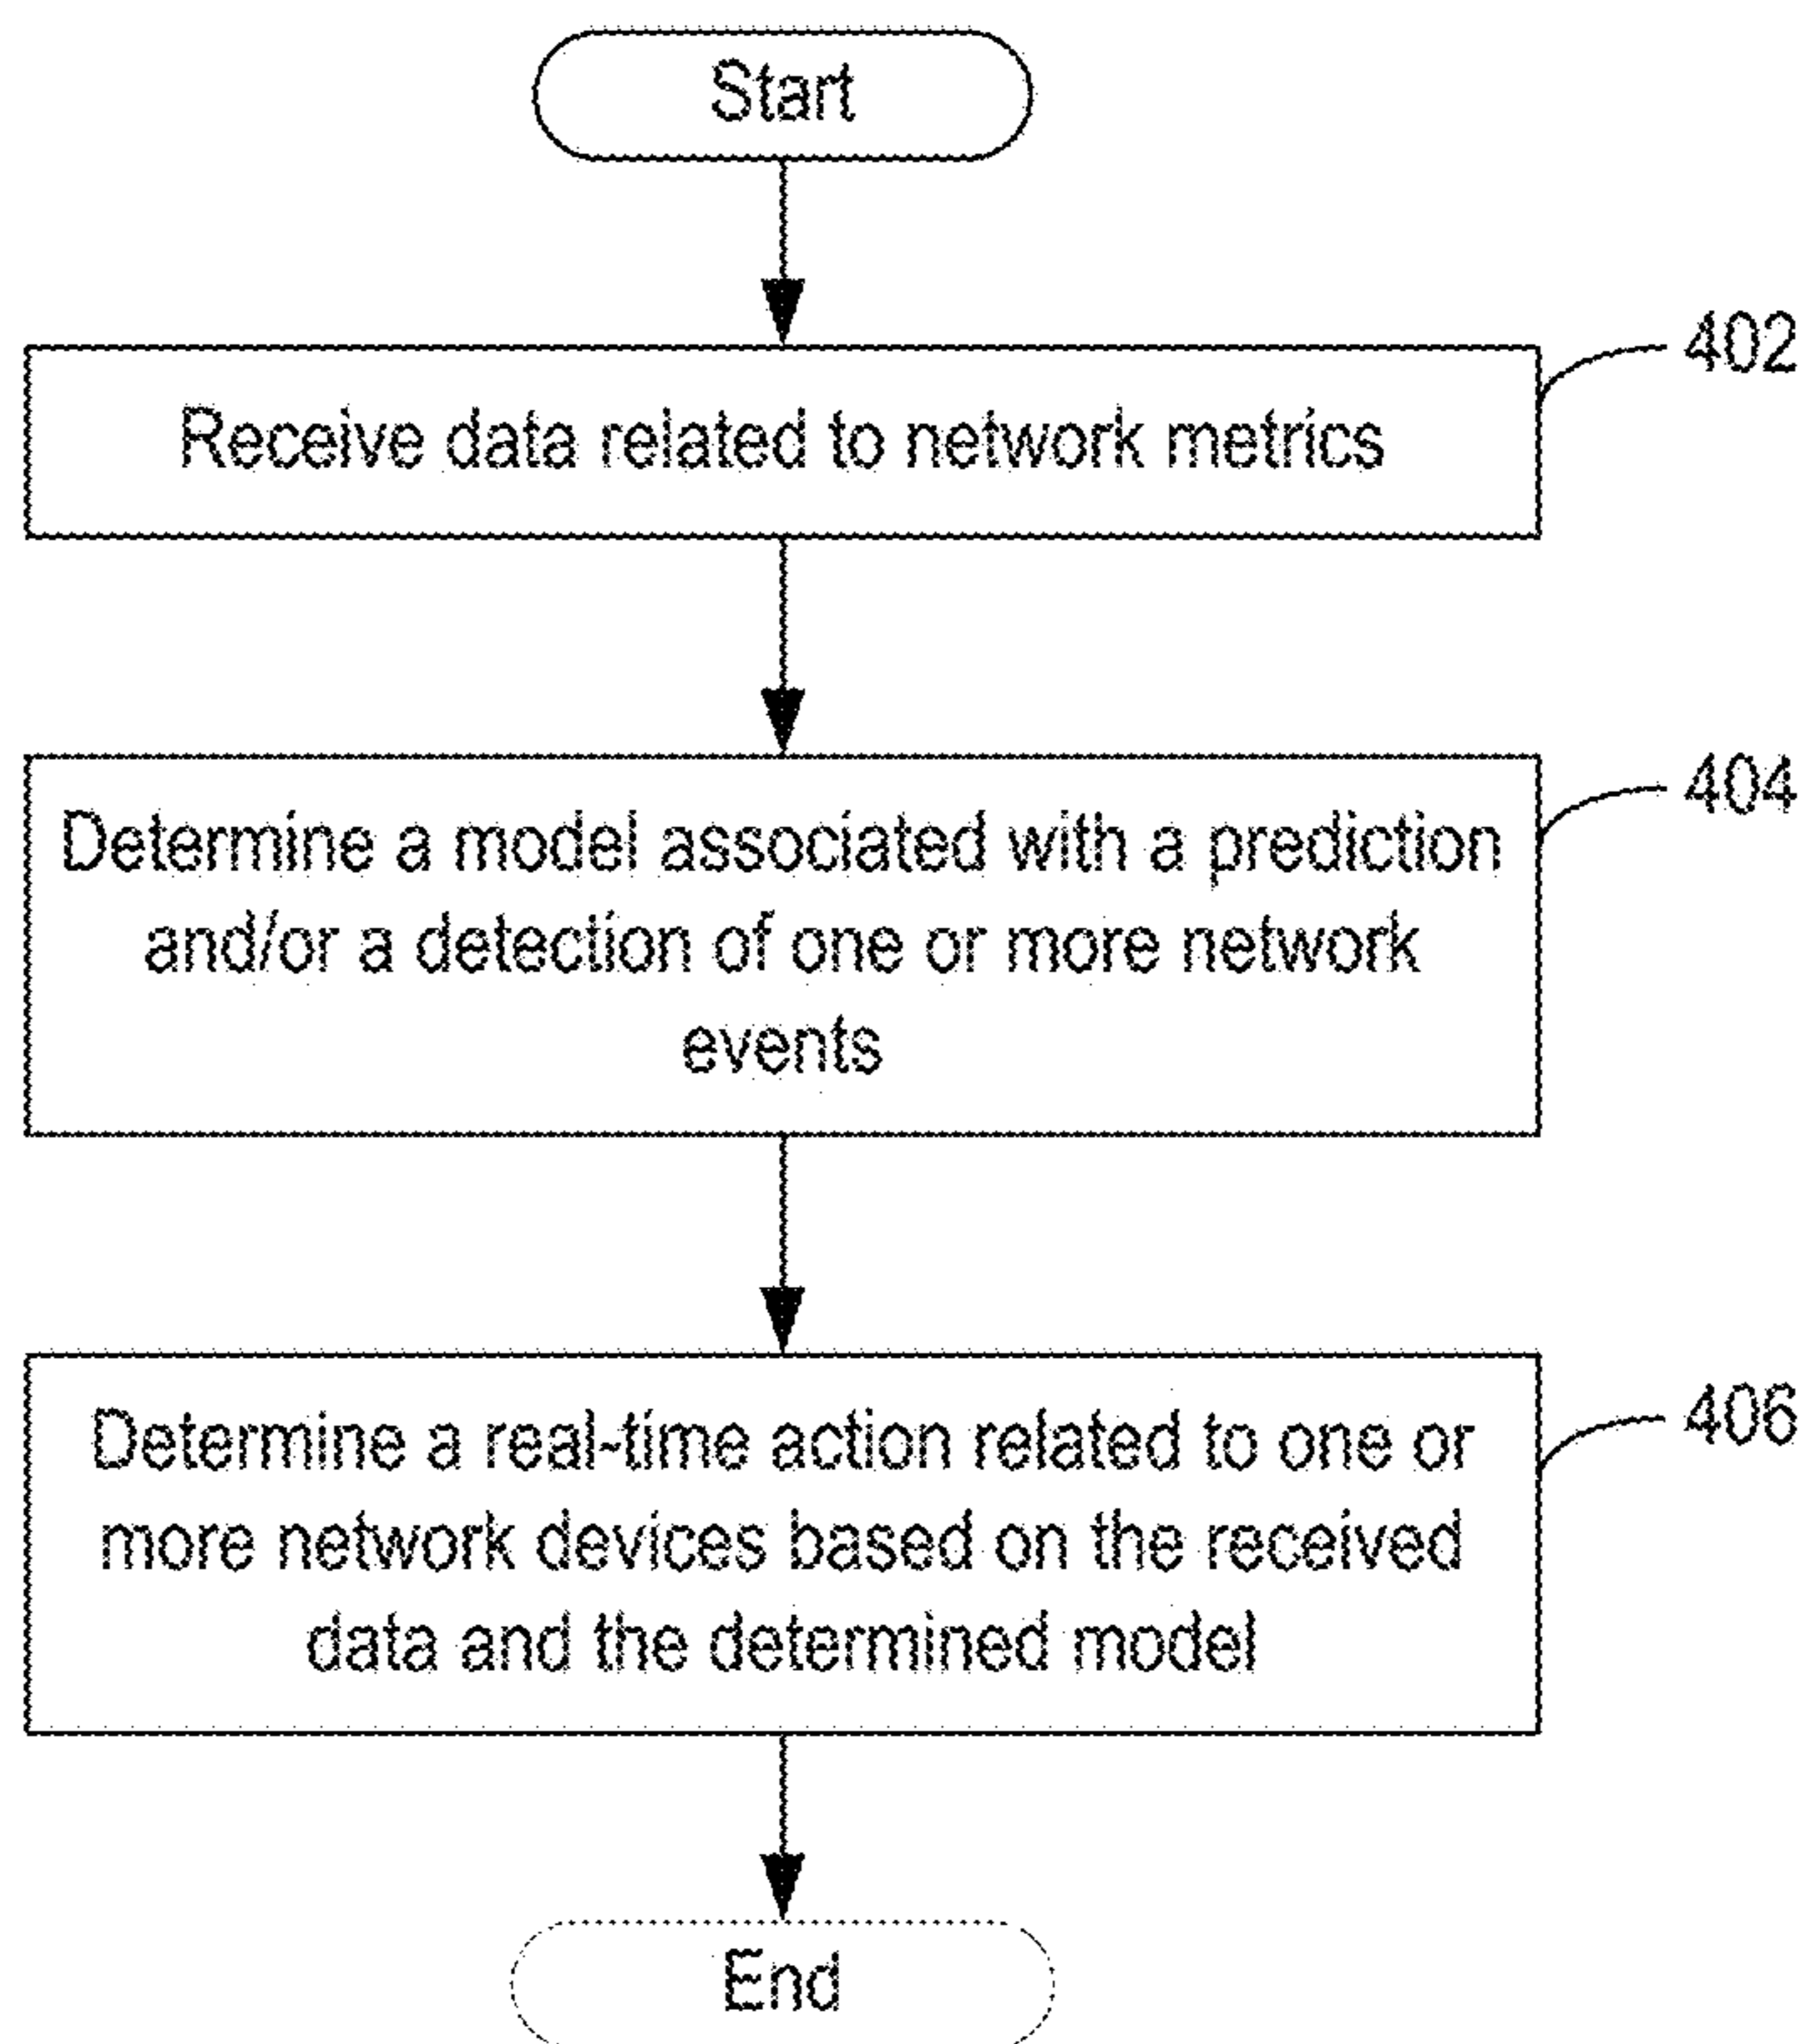 Start
402
Receive data related to network metrics
404
Determine a model associated with a prediction
and/or a detection of one or more network
events
406
Determine a real-time action related to one or
more network devices based on the received
data and the determined model
End